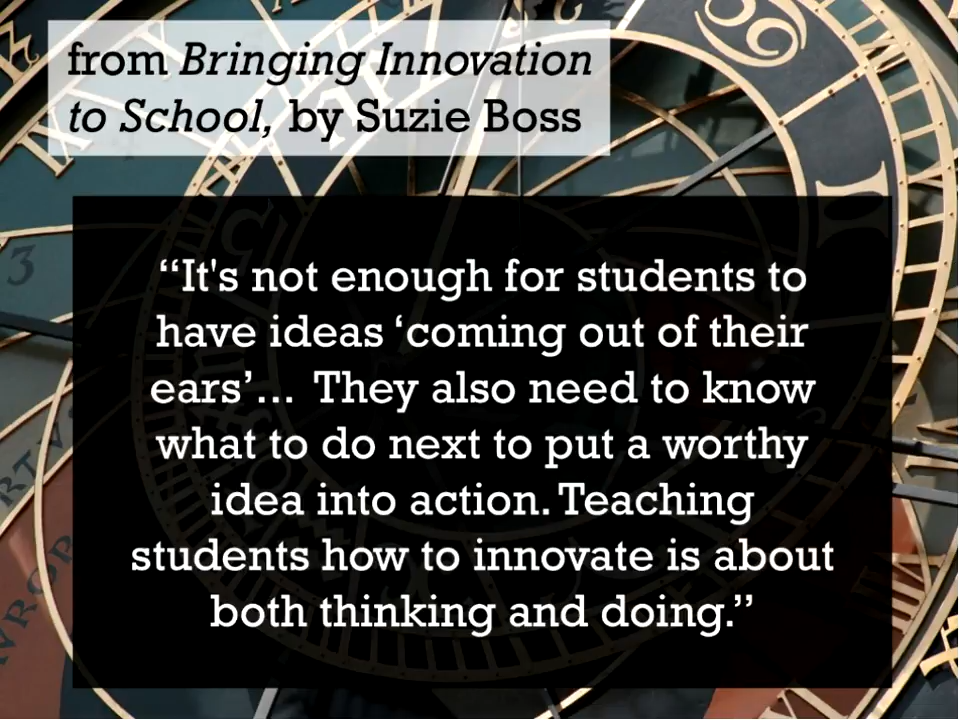 from Bringing Innovation
to School, by Suzie Boss
“It's not enough for students to
have ideas ‘coming out of their
ears’... They also need to know
what to do next to put a worthy
idea into action. Teaching
students how to innovate is about
both thinking and doing.”